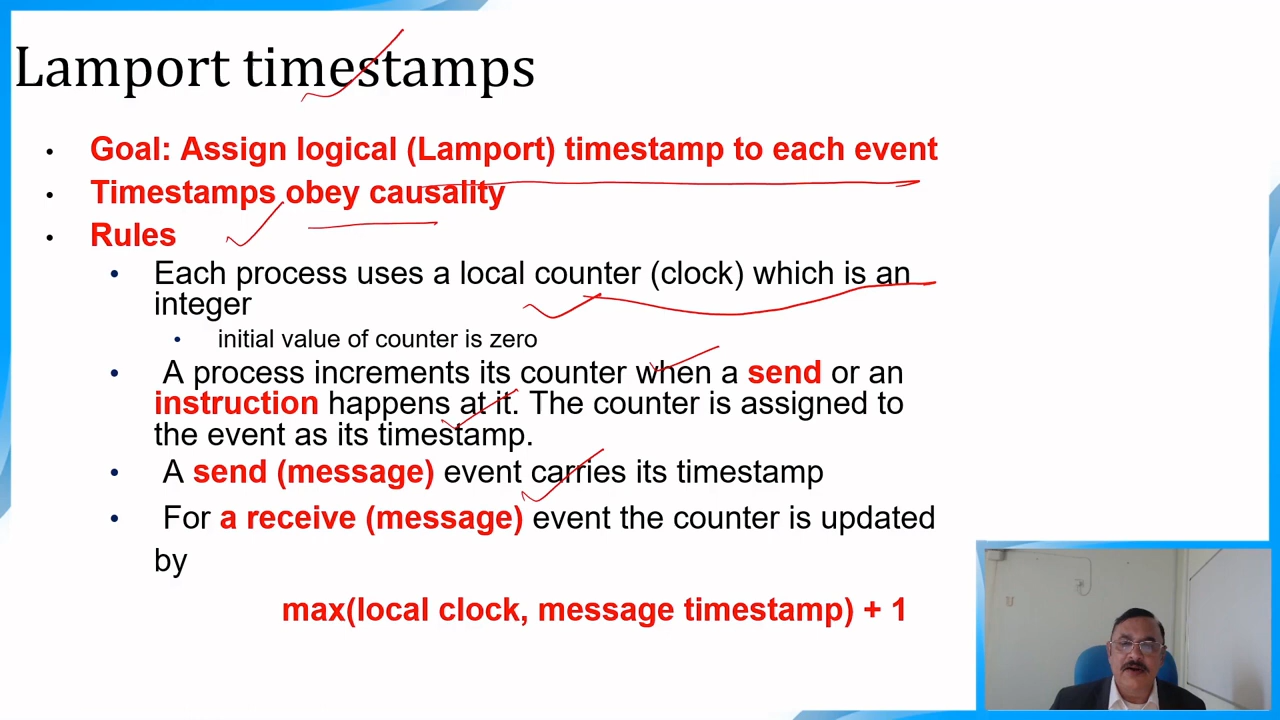 Lamport timestamps
• Goal: Assign logical (Lamport) timestamp to each event
• Timestamps obey causality
• Rules
• Each process uses a local counter (clock) which is an
integer
• initial value of counter is zero
• A process increments its counter when a send or an
instruction happens at it. The counter is assigned to
the event as its timestamp.
• A send (message) event carries its timestamp
• For a receive (message) event the counter is updated
by
max(local clock, message timestamp) + 1